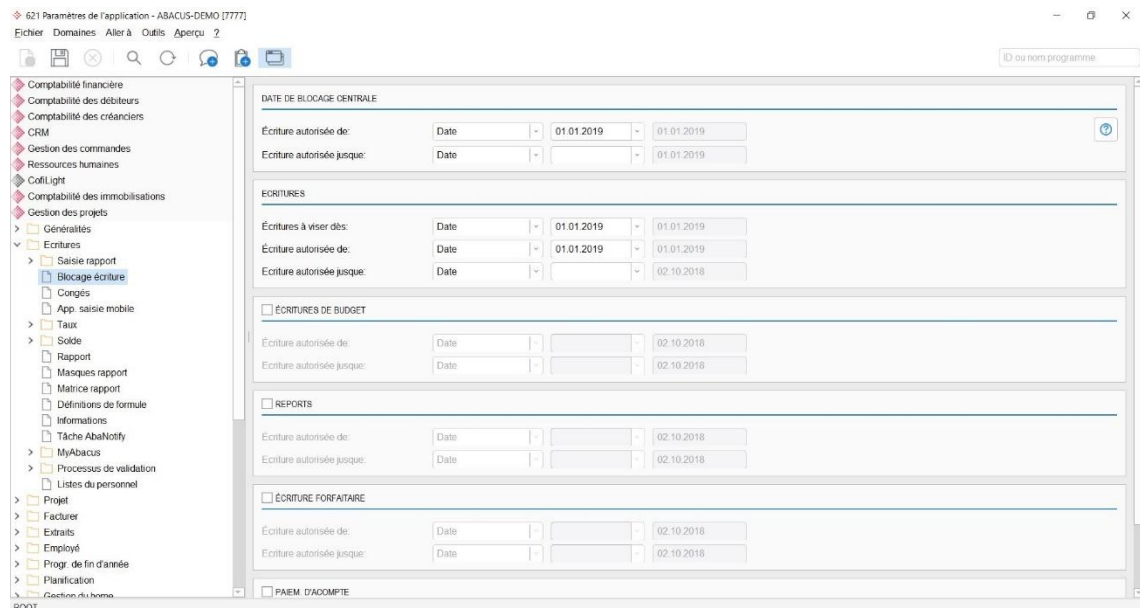 621 Paramètres de l'application - ABACUS-DEMO [7777]
Fichier Domaines Aller à Outils Aperçu ?
ID ou nom programme
Comptabilité financière
Comptabilité des débiteurs
Comptabilité des créanciers
CRM
Gestion des commandes
Ressources humaines
CofiLight
Comptabilité des immobilisations
Gestion des projets
Généralités
Ecritures
Saisie rapport
Blocage écriture
Congés
App. saisie mobile
Taux
Solde
Rapport
Masques rapport
Matrice rapport
Définitions de formule
Informations
Tâche AbaNotify
MyAbacus
Processus de validation
Listes du personnel
Projet
Facturer
Extraits
Employé
Progr. de fin d'année
Planification
Gestion du home
ROOT
DATE DE BLOCAGE CENTRALE
Écriture autorisée de: Date 01.01.2019 01.01.2019
Ecriture autorisée jusque: Date 01.01.2019
ECRITURES
Écritures à viser dès: Date 01.01.2019 01.01.2019
Écriture autorisée de: Date 01.01.2019 01.01.2019
Ecriture autorisée jusque: Date 02.10.2018
ÉCRITURES DE BUDGET
Écriture autorisée de: Date 02.10.2018
Ecriture autorisée jusque: Date 02.10.2018
REPORTS
Ecriture autorisée de: Date 02.10.2018
Ecriture autorisée jusque: Date 02.10.2018
ÉCRITURE FORFAITAIRE
Écriture autorisée de: Date 02.10.2018
Ecriture autorisée jusque: Date 02.10.2018
PAIEM. D'ACOMPTE